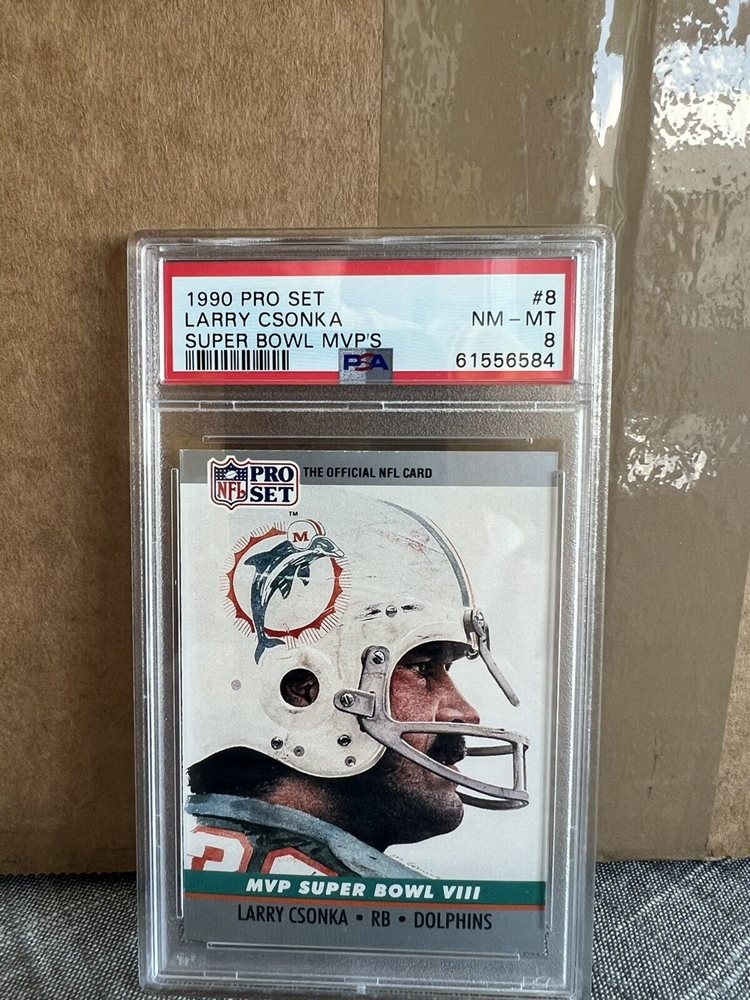 1990 PRO SET #8
LARRY CSONKA NM - MT
SUPER BOWL MVP'S 8
PSA 61556584
NFL PRO SET THE OFFICIAL NFL CARD
TM
M
MVP SUPER BOWL VIII
LARRY CSONKA • RB • DOLPHINS